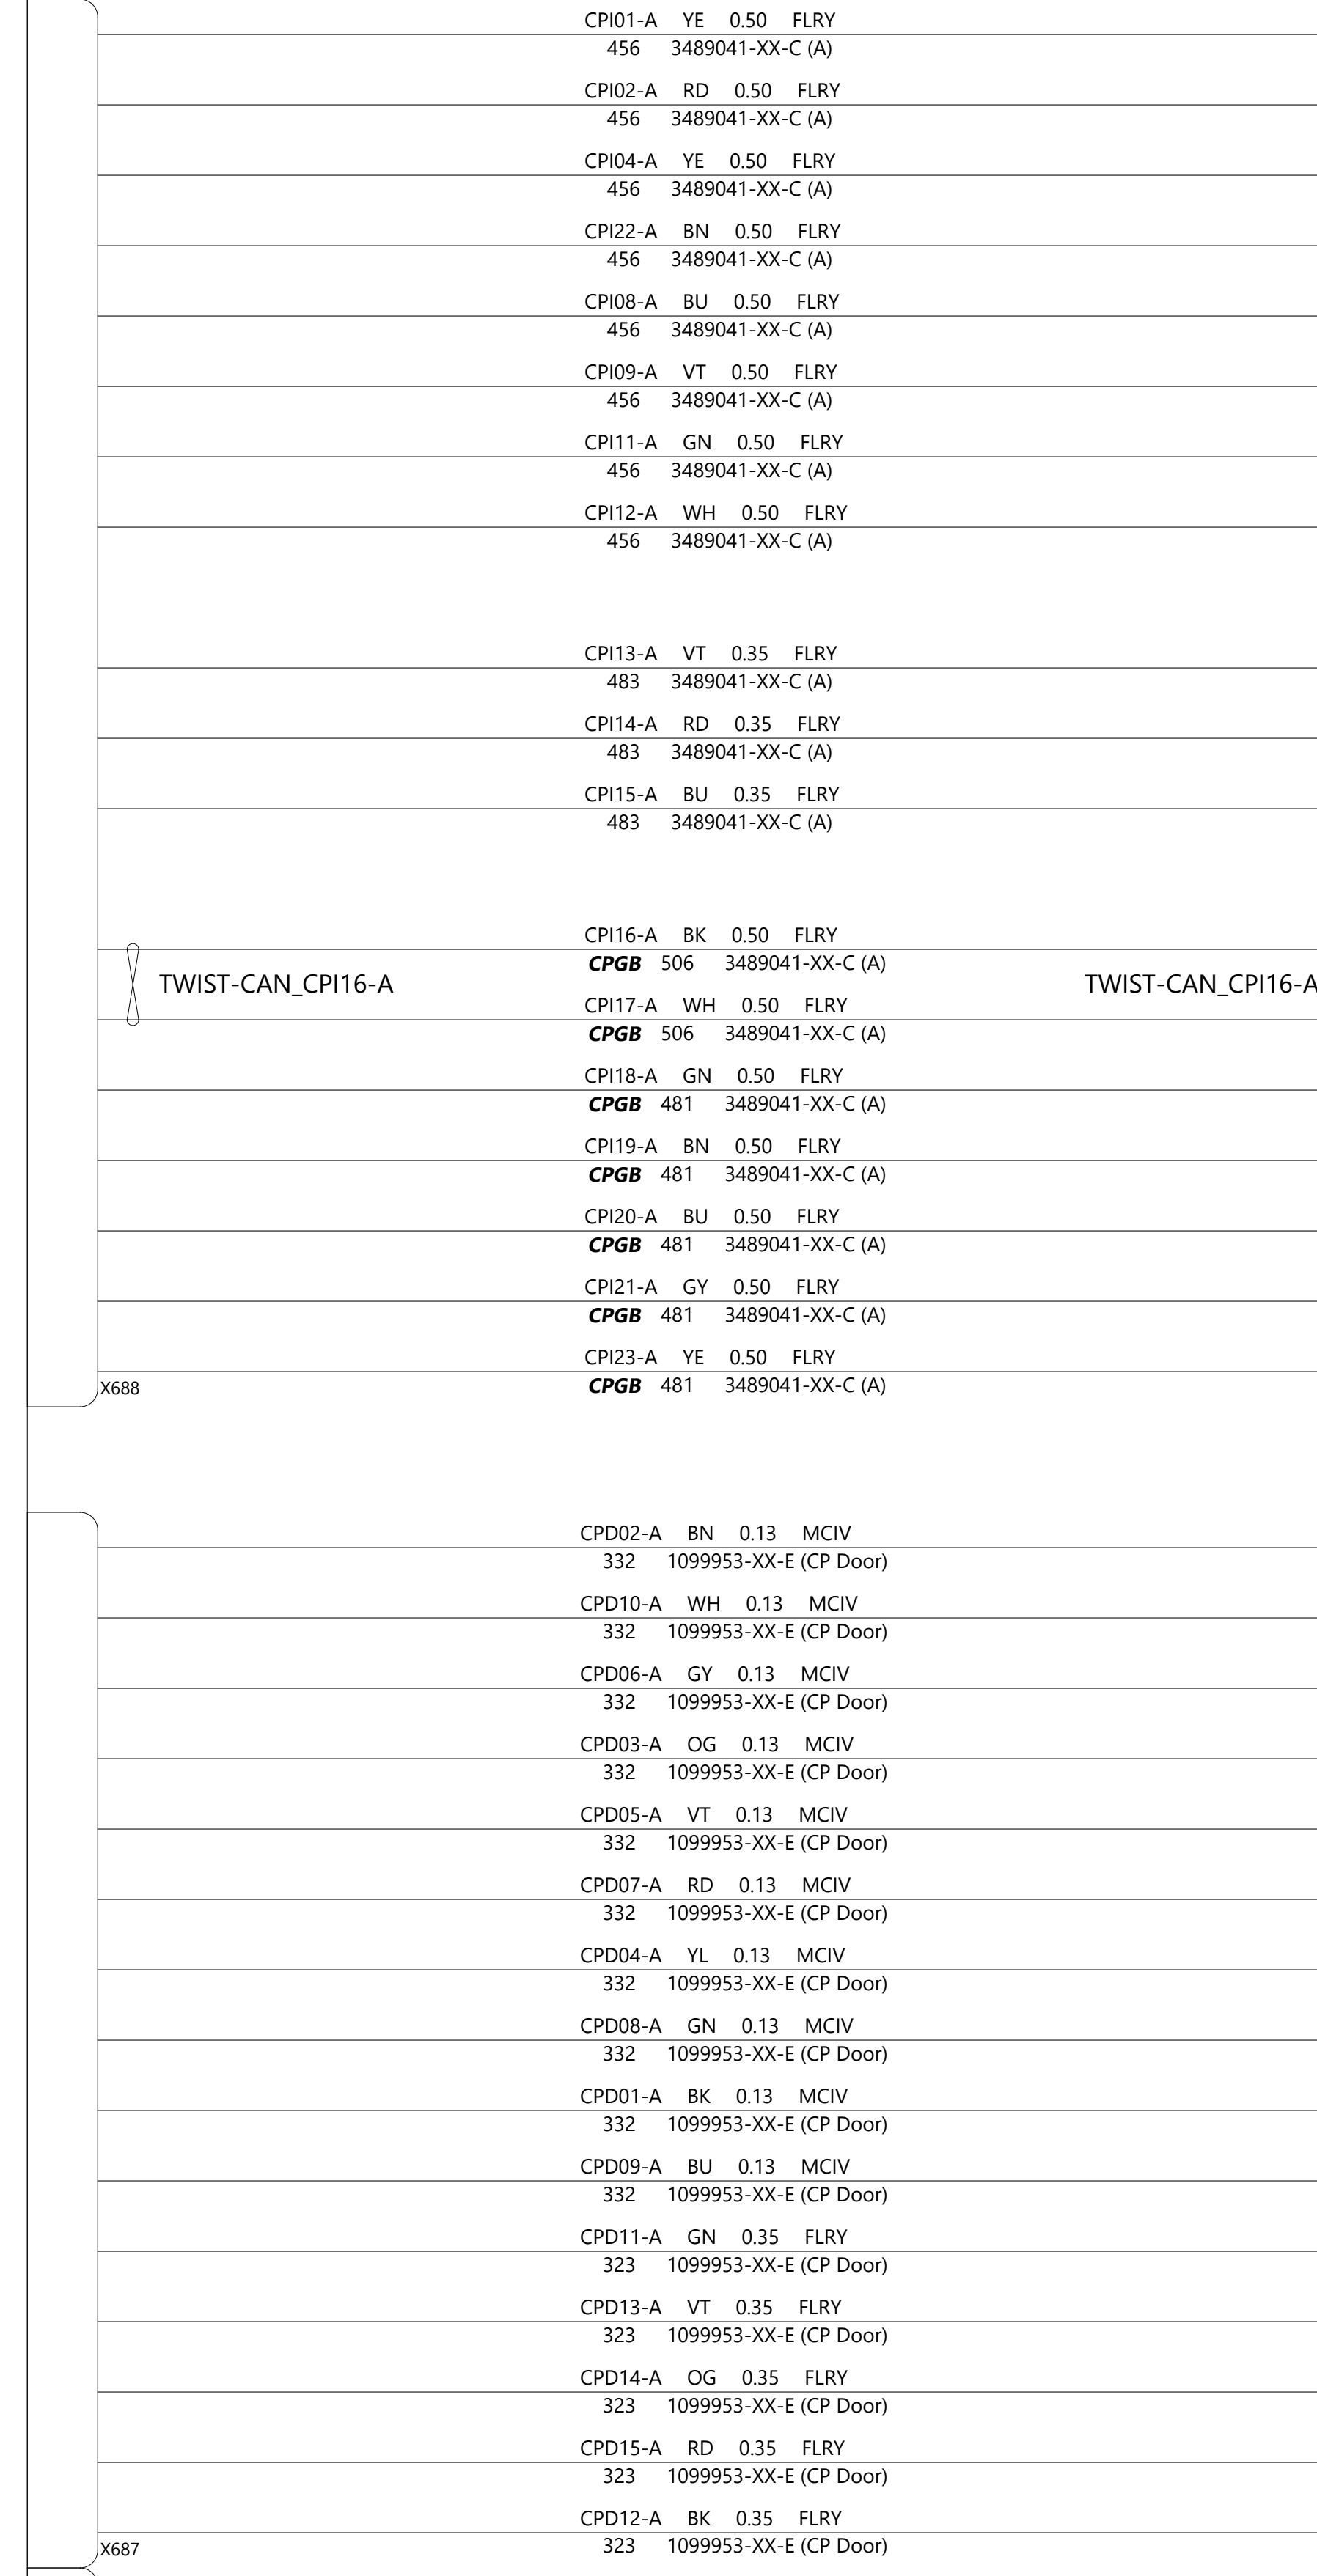 CPI01-A YE 0.50 FLRY
456 3489041-XX-C (A)
CPI02-A RD 0.50 FLRY
456 3489041-XX-C (A)
CPI04-A YE 0.50 FLRY
456 3489041-XX-C (A)
CPI22-A BN 0.50 FLRY
456 3489041-XX-C (A)
CPI08-A BU 0.50 FLRY
456 3489041-XX-C (A)
CPI09-A VT 0.50 FLRY
456 3489041-XX-C (A)
CPI11-A GN 0.50 FLRY
456 3489041-XX-C (A)
CPI12-A WH 0.50 FLRY
456 3489041-XX-C (A)
CPI13-A VT 0.35 FLRY
483 3489041-XX-C (A)
CPI14-A RD 0.35 FLRY
483 3489041-XX-C (A)
CPI15-A BU 0.35 FLRY
483 3489041-XX-C (A)
CPI16-A BK 0.50 FLRY
CPGB 506 3489041-XX-C (A)
TWIST-CAN_CPI16-A TWIST-CAN_CPI16-A
CPI17-A WH 0.50 FLRY
CPGB 506 3489041-XX-C (A)
CPI18-A GN 0.50 FLRY
CPGB 481 3489041-XX-C (A)
CPI19-A BN 0.50 FLRY
CPGB 481 3489041-XX-C (A)
CPI20-A BU 0.50 FLRY
CPGB 481 3489041-XX-C (A)
CPI21-A GY 0.50 FLRY
CPGB 481 3489041-XX-C (A)
CPI23-A YE 0.50 FLRY
X688 CPGB 481 3489041-XX-C (A)
CPD02-A BN 0.13 MCIV
332 1099953-XX-E (CP Door)
CPD10-A WH 0.13 MCIV
332 1099953-XX-E (CP Door)
CPD06-A GY 0.13 MCIV
332 1099953-XX-E (CP Door)
CPD03-A OG 0.13 MCIV
332 1099953-XX-E (CP Door)
CPD05-A VT 0.13 MCIV
332 1099953-XX-E (CP Door)
CPD07-A RD 0.13 MCIV
332 1099953-XX-E (CP Door)
CPD04-A YL 0.13 MCIV
332 1099953-XX-E (CP Door)
CPD08-A GN 0.13 MCIV
332 1099953-XX-E (CP Door)
CPD01-A BK 0.13 MCIV
332 1099953-XX-E (CP Door)
CPD09-A BU 0.13 MCIV
332 1099953-XX-E (CP Door)
CPD11-A GN 0.35 FLRY
323 1099953-XX-E (CP Door)
CPD13-A VT 0.35 FLRY
323 1099953-XX-E (CP Door)
CPD14-A OG 0.35 FLRY
323 1099953-XX-E (CP Door)
CPD15-A RD 0.35 FLRY
323 1099953-XX-E (CP Door)
CPD12-A BK 0.35 FLRY
X687 323 1099953-XX-E (CP Door)